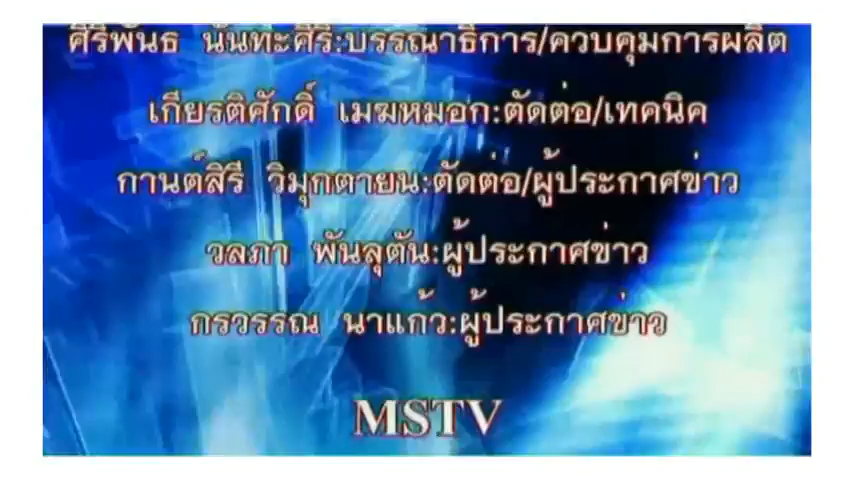 ศิริพันธ์ นันทะศิริ:บรรณาธิการ/ควบคุมการผลิต
เกียรติศักดิ์ เมฆหมอก:ตัดต่อ/เทคนิค
กานต์สิรี วิมุกตายน:ตัดต่อ/ผู้ประกาศข่าว
วลภา พันลุตัน:ผู้ประกาศข่าว
กรวรรณ นาแก้ว:ผู้ประกาศข่าว
MSTV